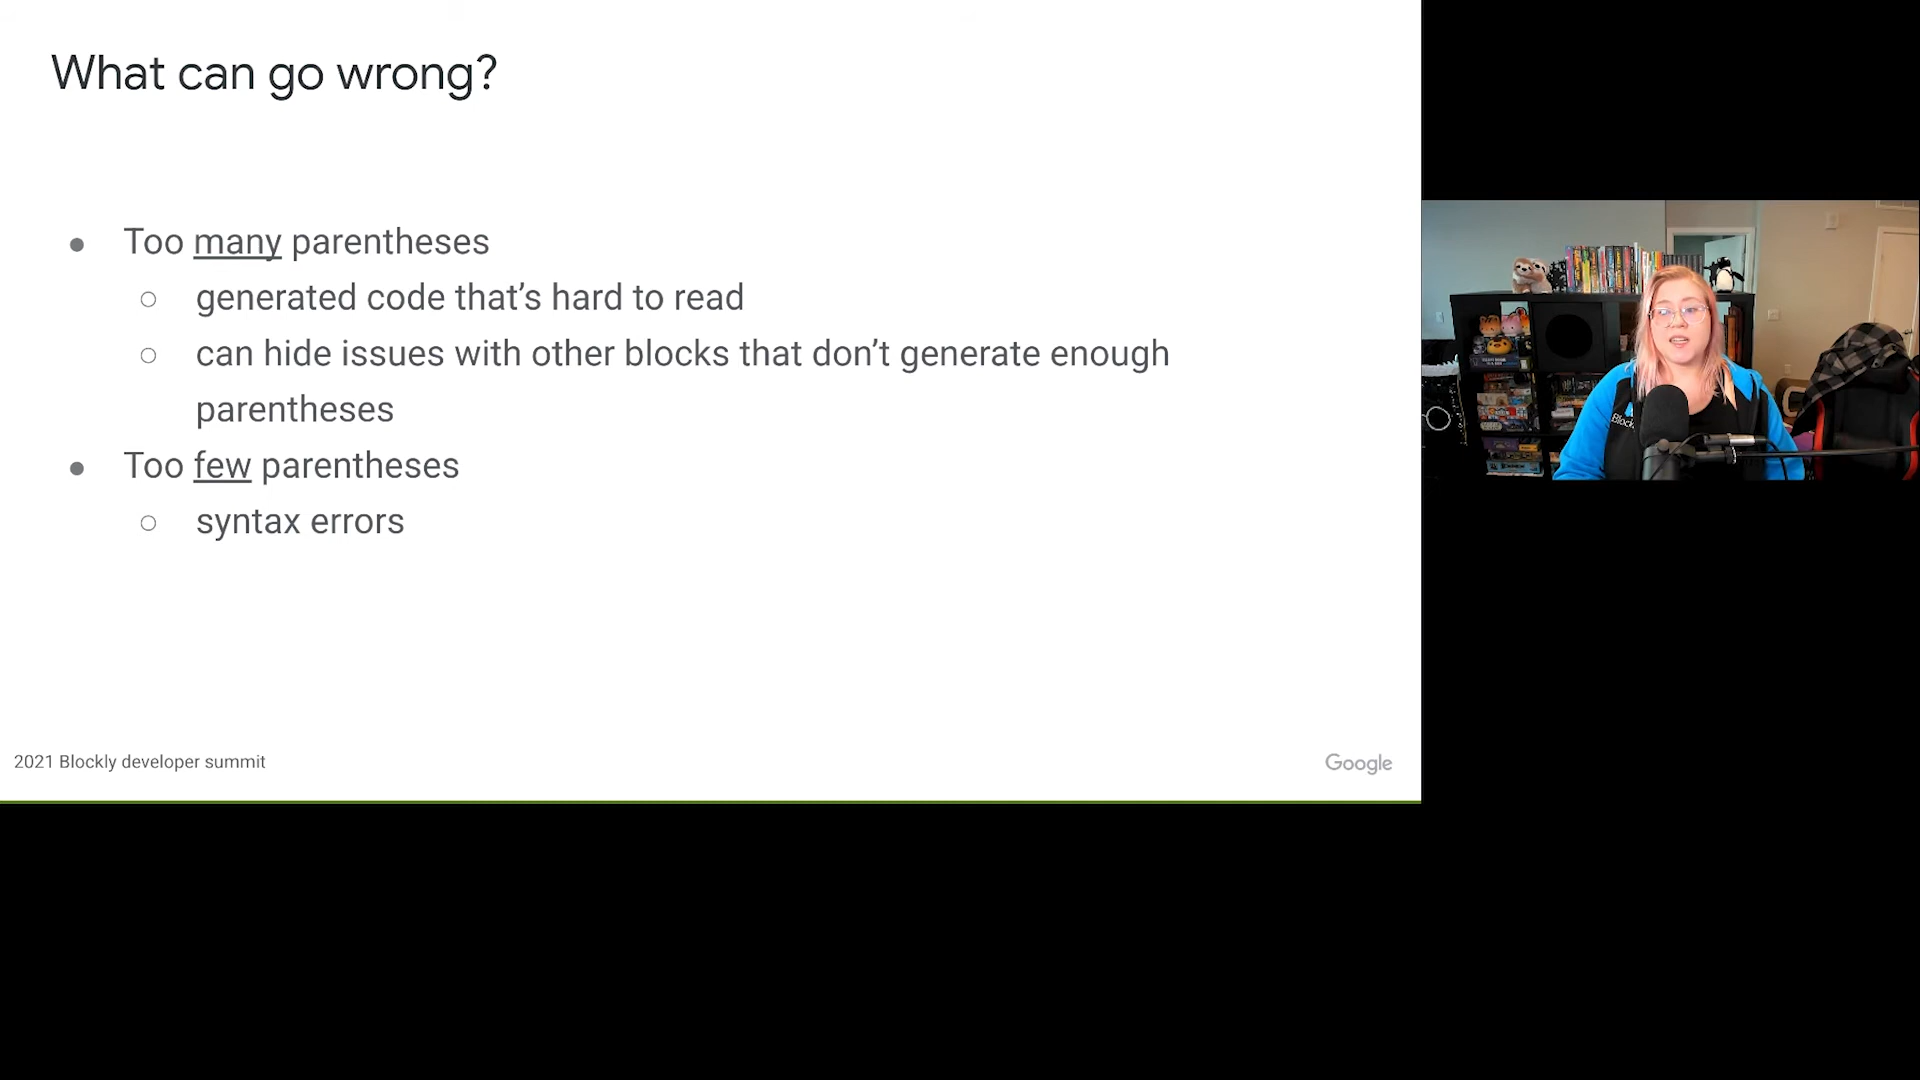 What can go wrong?
● Too many parentheses
○ generated code that’s hard to read
○ can hide issues with other blocks that don’t generate enough
parentheses
● Too few parentheses
○ syntax errors
2021 Blockly developer summit
Google